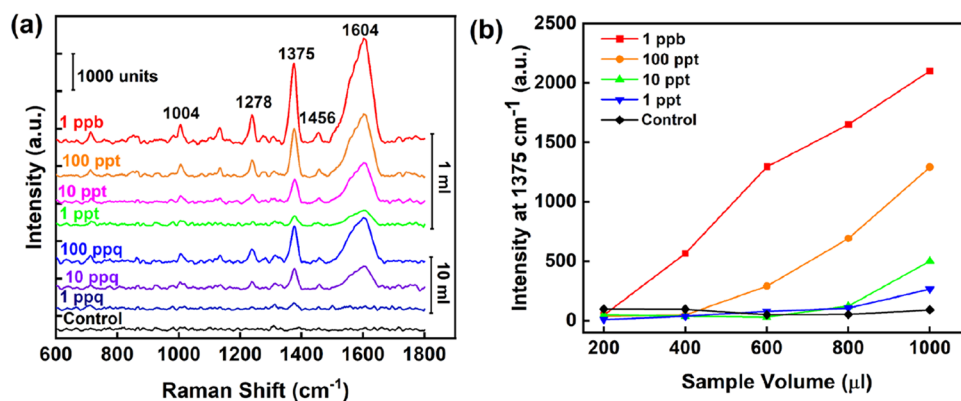 (a)
1000 units
1004
1278
1375
1456
1604
1 ppb
100 ppt
10 ppt
1 ppt
100 ppq
10 ppq
1 ppq
Control
1 ml
10 ml
Intensity (a.u.)
600 800 1000 1200 1400 1600 1800
Raman Shift (cm⁻¹)
(b)
2500
2000
1500
1000
500
0
1 ppb
100 ppt
10 ppt
1 ppt
Control
Intensity at 1375 cm⁻¹ (a.u.)
200 400 600 800 1000
Sample Volume (μl)